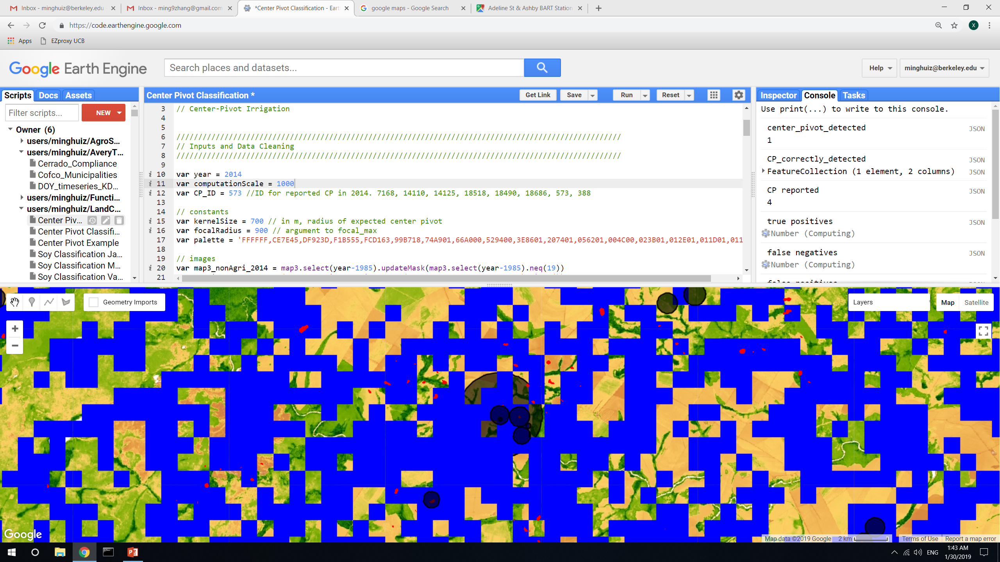 Inbox - minghuiz@berkeley.edu
Inbox - ming9zhang@gmail.com
*Center Pivot Classification - Eart
google maps - Google Search
Adeline St & Ashby BART Station
https://code.earthengine.google.com
X
Apps
EZproxy UCB
Google Earth Engine
Search places and datasets...
Help
minghuiz@berkeley.edu
Scripts Docs Assets
Filter scripts...
NEW
Owner (6)
users/minghuiz/AgroS...
users/minghuiz/AveryT...
Cerrado_Compliance
Cofco_Municipalities
DOY_timeseries_KD...
users/minghuiz/Functi...
users/minghuiz/LandC...
Center Piv...
Center Pivot Classifi...
Center Pivot Example
Soy Classification Ja...
Soy Classification M...
Soy Classification Va...
Center Pivot Classification *
Get Link
Save
Run
Reset
3 // Center-Pivot Irrigation
4
5
6 ///////////////////////////////////////////////////////////////////////////////////////////////////////
7 // Inputs and Data Cleaning
8 ///////////////////////////////////////////////////////////////////////////////////////////////////////
9
i 10 var year = 2014
i 11 var computationScale = 1000
i 12 var CP_ID = 573 //ID for reported CP in 2014. 7168, 14110, 14125, 18518, 18490, 18686, 573, 388
13
14 // constants
i 15 var kernelSize = 700 // in m, radius of expected center pivot
i 16 var focalRadius = 900 // argument to focal_max
17 var palette = 'FFFFFF,CE7E45,DF923D,F1B555,FCD163,99B718,74A901,66A000,529400,3E8601,207401,056201,004C00,023B01,012E01,011D01,011
18
19 // images
i 20 var map3_nonAgri_2014 = map3.select(year-1985).updateMask(map3.select(year-1985).neq(19))
21
Inspector Console Tasks
Use print(...) to write to this console.
center_pivot_detected JSON
1
CP_correctly_detected JSON
FeatureCollection (1 element, 2 columns) JSON
CP reported JSON
4
true positives JSON
Number (Computing)
false negatives JSON
Number (Computing)
false positives
Geometry Imports
Layers
Map Satellite
+
−
Google
Map data ©2019 Google
2 km
Terms of Use
Report a map error
ENG
1:43 AM
1/30/2019